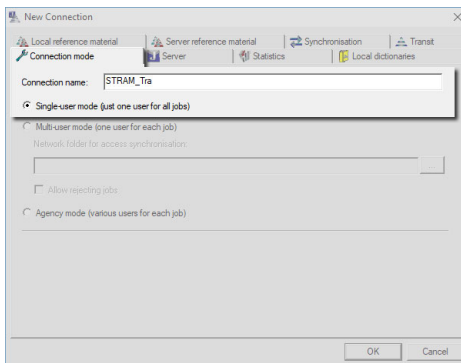 New Connection
Local reference material
Server reference material
Synchronisation
Transit
Connection mode
Server
Statistics
Local dictionaries
Connection name:
STRAM_Tra
Single-user mode (just one user for all jobs)
Multi-user mode (one user for each job)
Network folder for access synchronisation:
...
Allow rejecting jobs
Agency mode (various users for each job)
OK
Cancel